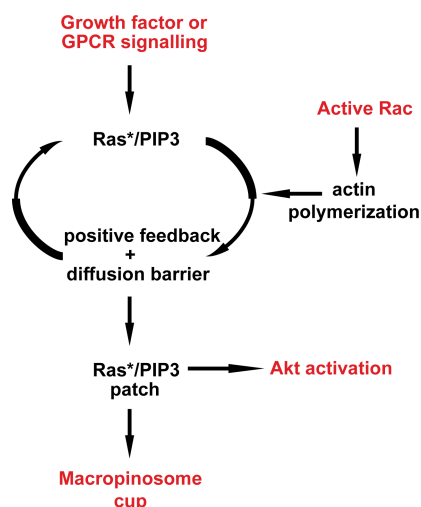 Growth factor or
GPCR signalling
Ras*/PIP3
Active Rac
actin
polymerization
positive feedback
+
diffusion barrier
Ras*/PIP3
patch
Akt activation
Macropinosome
cup